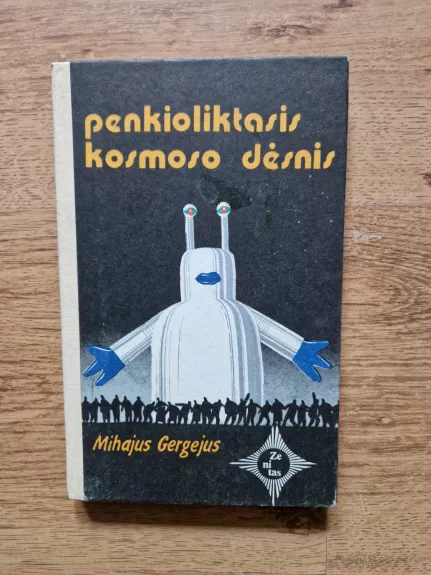 penkioliktasis
kosmoso dėsnis
Mihajus Gergejus
Ze
ni
tas